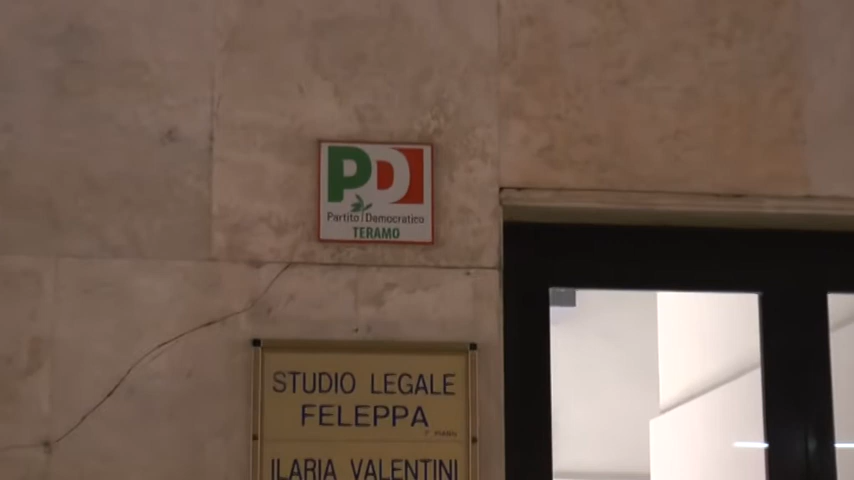 PD
Partito Democratico
TERAMO
STUDIO LEGALE
FELEPPA
ILARIA VALENTINI